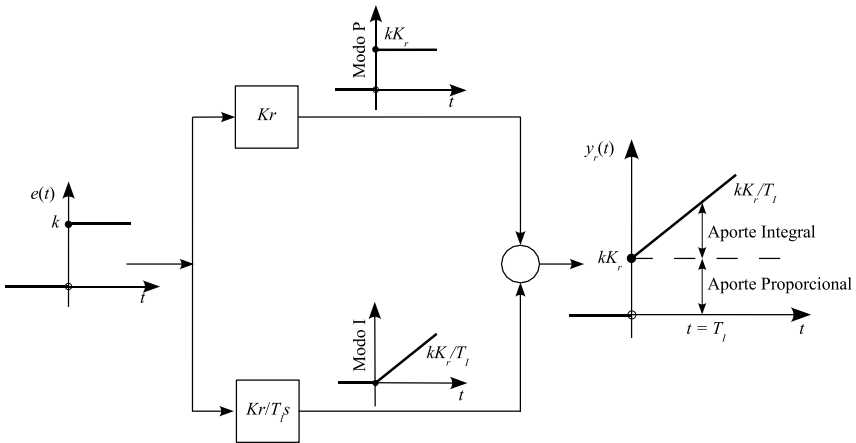 Modo P
kK_r
t
Kr
e(t)
k
t
y_r(t)
kK_r/T_I
Aporte Integral
kK_r
Aporte Proporcional
t = T_I
t
Modo I
kK_r/T_I
t
Kr/T_Is